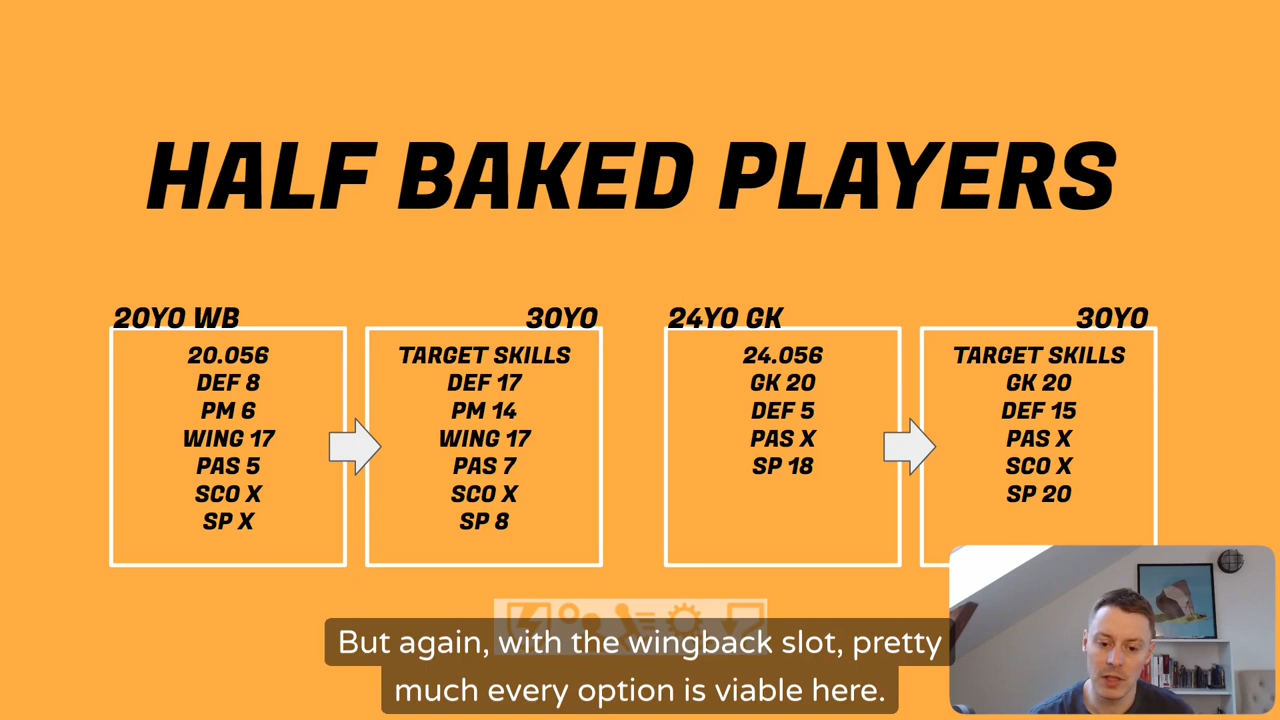 HALF BAKED PLAYERS
20YO WB
20.056
DEF 8
PM 6
WING 17
PAS 5
SCO X
SP X
30YO
TARGET SKILLS
DEF 17
PM 14
WING 17
PAS 7
SCO X
SP 8
24YO GK
24.056
GK 20
DEF 5
PAS X
SP 18
30YO
TARGET SKILLS
GK 20
DEF 15
PAS X
SCO X
SP 20
But again, with the wingback slot, pretty
much every option is viable here.